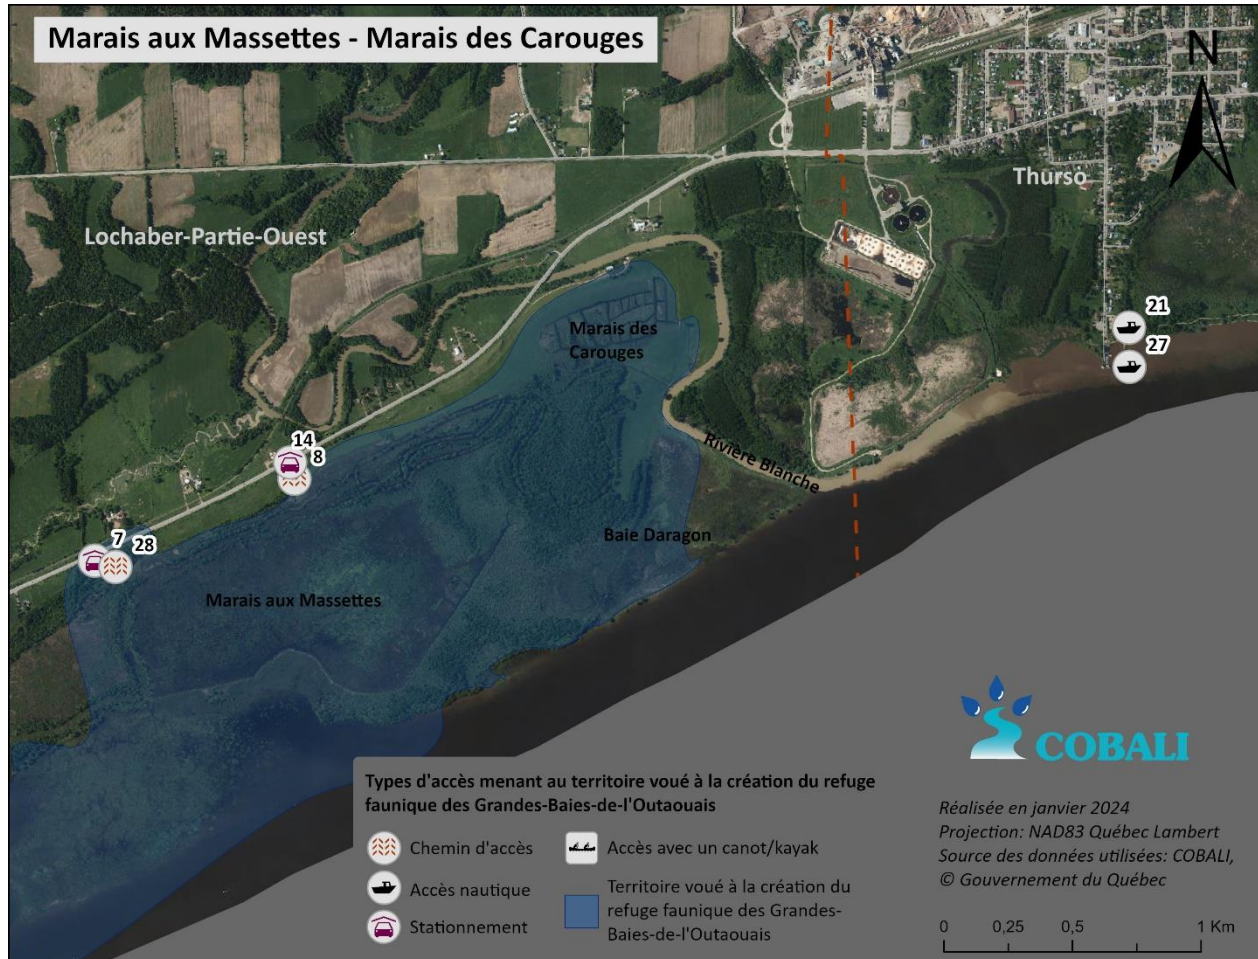 Marais aux Massettes - Marais des Carouges
N
Thurso
Lochaber-Partie-Ouest
21
27
Marais des
Carouges
14
8
Rivière Blanche
Baie Daragon
7
28
Marais aux Massettes
COBALI
Types d'accès menant au territoire voué à la création du refuge
faunique des Grandes-Baies-de-l'Outaouais
Chemin d'accès
Accès nautique
Stationnement
Accès avec un canot/kayak
Territoire voué à la création du
refuge faunique des Grandes-
Baies-de-l'Outaouais
Réalisée en janvier 2024
Projection: NAD83 Québec Lambert
Source des données utilisées: COBALI,
© Gouvernement du Québec
0 0,25 0,5 1 Km